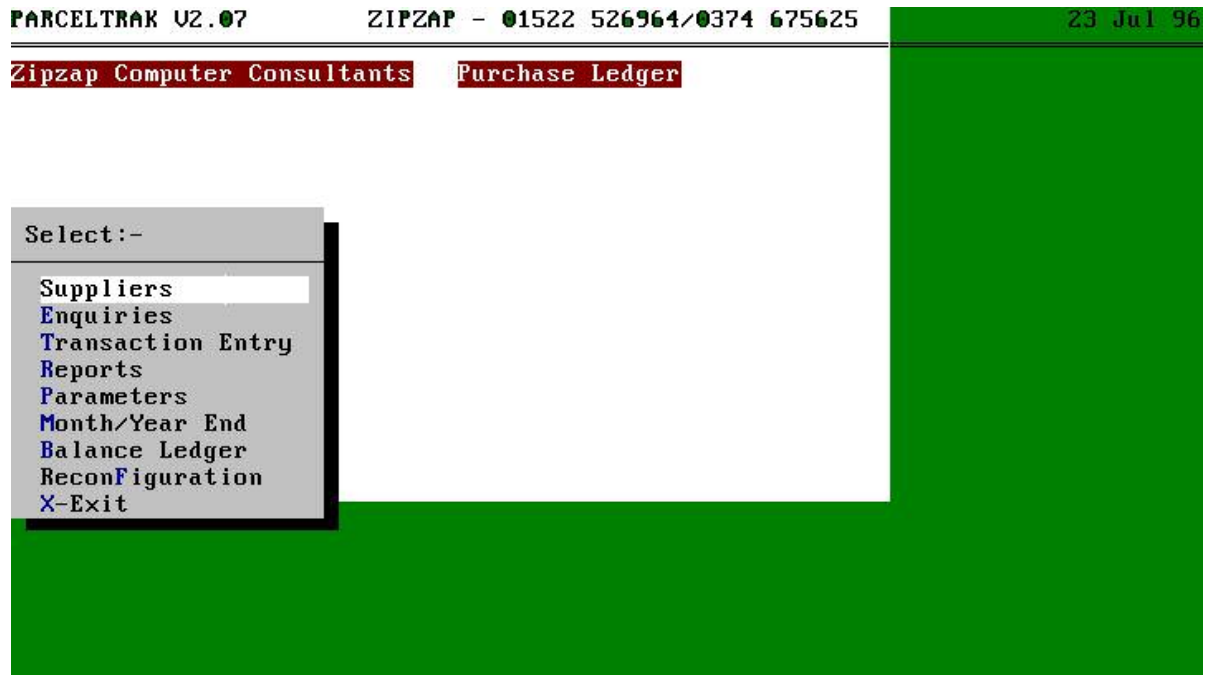 PARCELTRAK V2.07 ZIPZAP - 01522 526964/0374 675625 23 Jul 96
Zipzap Computer Consultants Purchase Ledger
Select:-
Suppliers
Enquiries
Transaction Entry
Reports
Parameters
Month/Year End
Balance Ledger
ReconFiguration
X-Exit